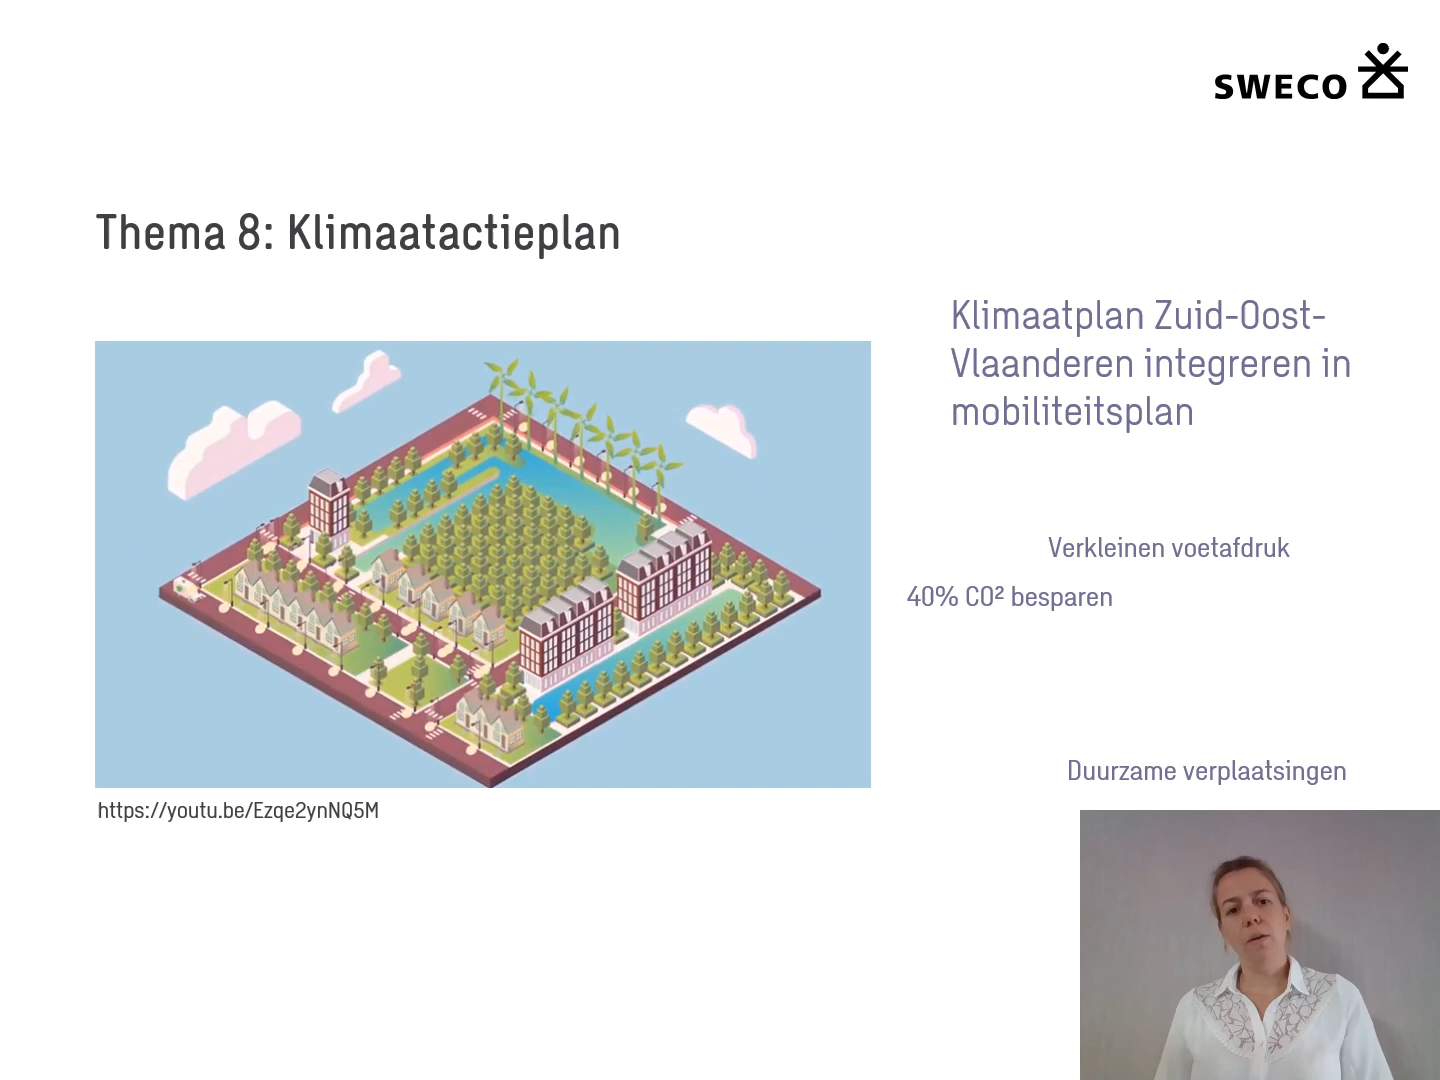 SWECO
Thema 8: Klimaatactieplan
Klimaatplan Zuid-Oost-
Vlaanderen integreren in
mobiliteitsplan
Verkleinen voetafdruk
40% CO² besparen
Duurzame verplaatsingen
https://youtu.be/Ezqe2ynNQ5M